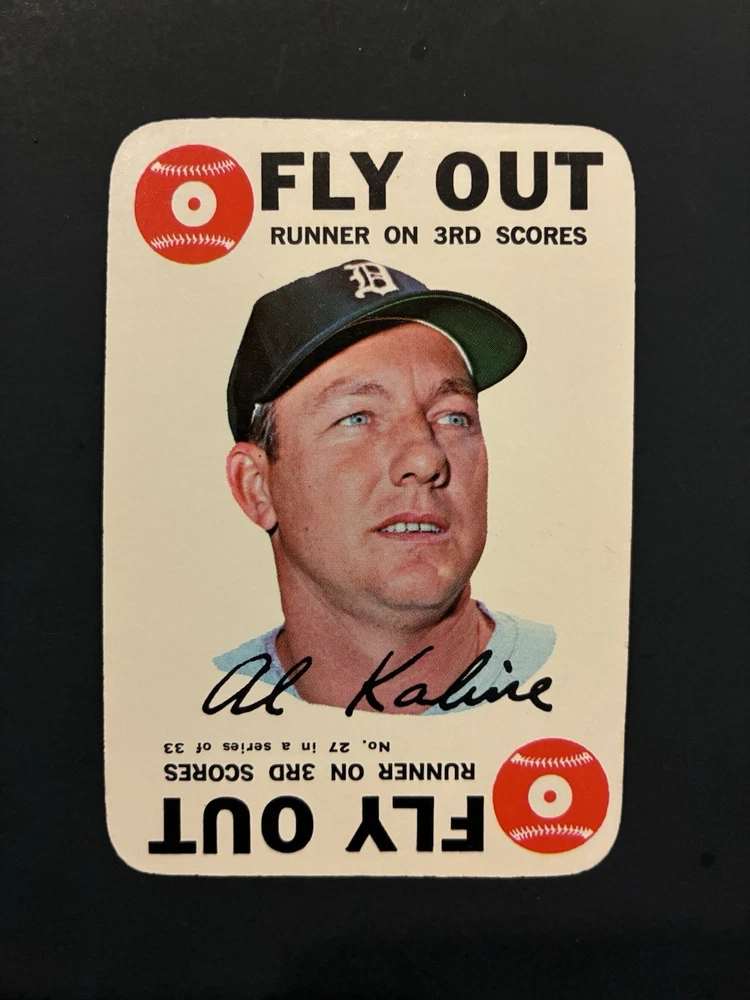 D
FLY OUT
RUNNER ON 3RD SCORES
Al Kaline
No. 27 in a series of 33
RUNNER ON 3RD SCORES
FLY OUT